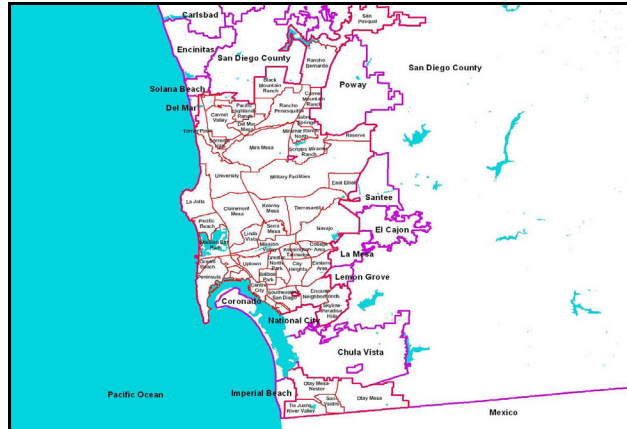 Carlsbad
San
Pasqual
Encinitas
San Diego County
Rancho
Bernardo
San Diego County
Poway
Black
Mountain
Ranch
Solana Beach
Del Mar
Pacific
Highlands
Ranch
Rancho
Penasquitos
Carmel
Mountain
Ranch
Carmel
Valley
Del Mar
Mesa
Sabre
Springs
Torrey Pines
Miramar Ranch
North
Reserve
Torrey
Hills
Mira Mesa
Scripps Miramar
Ranch
University
Military Facilities
East Elliott
Santee
La Jolla
Clairemont
Mesa
Kearny
Mesa
Tierrasanta
Pacific
Beach
Linda
Vista
Serra
Mesa
Navajo
El Cajon
Mission Bay
Park
Mission
Valley
College
Area
La Mesa
Kensington-
Talmadge
Ocean
Beach
Uptown
Greater
North
Park
City
Heights
Eastern
Area
Lemon Grove
Peninsula
Balboa
Park
Centre
City
Southeastern
San Diego
Encanto
Neighborhoods
Coronado
Skyline-
Paradise
Hills
National City
Chula Vista
Pacific Ocean
Imperial Beach
Otay Mesa-
Nestor
Tia Juana
River Valley
San
Ysidro
Otay Mesa
Mexico